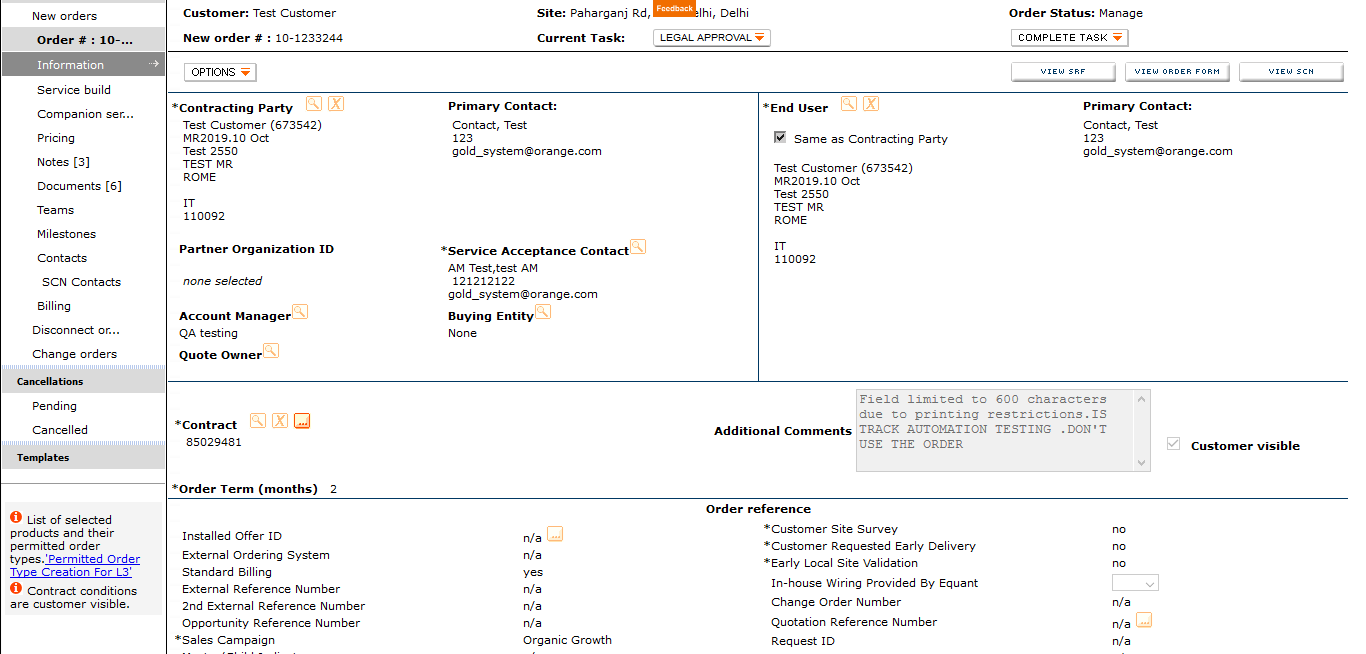 New orders
Order # : 10-...
Information
Service build
Companion ser...
Pricing
Notes [3]
Documents [6]
Teams
Milestones
Contacts
SCN Contacts
Billing
Disconnect or...
Change orders
Cancellations
Pending
Cancelled
Templates
List of selected
products and their
permitted order
types.'Permitted Order
Type Creation For L3'
Contract conditions
are customer visible.
Customer: Test Customer
Site: Paharganj Rd, elhi, Delhi
Feedback
Order Status: Manage
New order # : 10-1233244
Current Task:
LEGAL APPROVAL
COMPLETE TASK
OPTIONS
VIEW SRF
VIEW ORDER FORM
VIEW SCN
*Contracting Party
X
Test Customer (673542)
MR2019.10 Oct
Test 2550
TEST MR
ROME
IT
110092
Primary Contact:
Contact, Test
123
gold_system@orange.com
Partner Organization ID
none selected
*Service Acceptance Contact
AM Test,test AM
121212122
gold_system@orange.com
Account Manager
QA testing
Buying Entity
None
Quote Owner
*End User
X
Same as Contracting Party
Test Customer (673542)
MR2019.10 Oct
Test 2550
TEST MR
ROME
IT
110092
Primary Contact:
Contact, Test
123
gold_system@orange.com
*Contract
X
...
85029481
Additional Comments
Field limited to 600 characters
due to printing restrictions.IS
TRACK AUTOMATION TESTING .DON'T
USE THE ORDER
Customer visible
*Order Term (months) 2
Order reference
Installed Offer ID n/a ...
External Ordering System n/a
Standard Billing yes
External Reference Number n/a
2nd External Reference Number n/a
Opportunity Reference Number n/a
*Sales Campaign Organic Growth
*Customer Site Survey no
*Customer Requested Early Delivery no
*Early Local Site Validation no
In-house Wiring Provided By Equant
Change Order Number n/a
Quotation Reference Number n/a ...
Request ID n/a